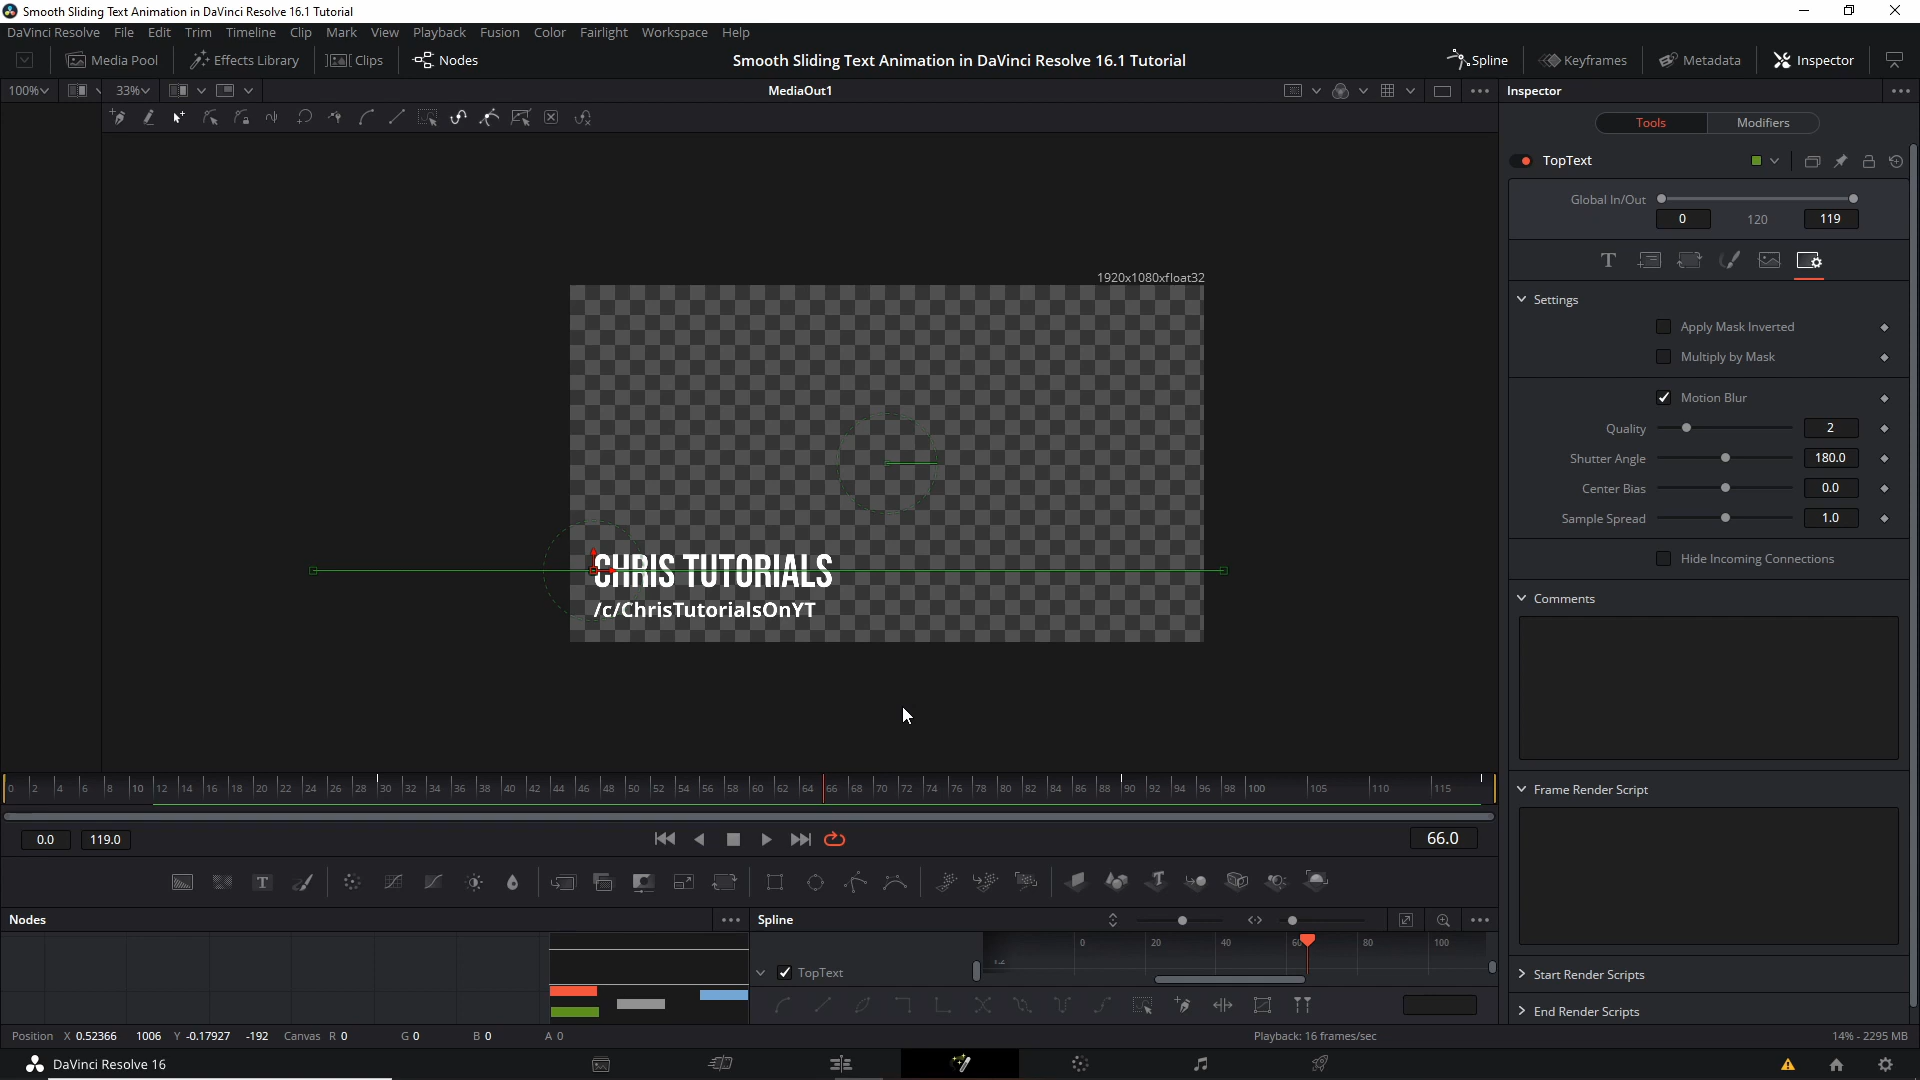 Smooth Sliding Text Animation in DaVinci Resolve 16.1 Tutorial
DaVinci Resolve File Edit Trim Timeline Clip Mark View Playback Fusion Color Fairlight Workspace Help
Media Pool Effects Library Clips Nodes
Smooth Sliding Text Animation in DaVinci Resolve 16.1 Tutorial
Spline Keyframes Metadata Inspector
100% 33% MediaOut1
Inspector
Tools Modifiers
TopText
Global In/Out
0 120 119
1920x1080xfloat32
T
Settings
Apply Mask Inverted
Multiply by Mask
Motion Blur
Quality 2
Shutter Angle 180.0
Center Bias 0.0
Sample Spread 1.0
Hide Incoming Connections
CHRIS TUTORIALS
/c/ChrisTutorialsOnYT
Comments
Frame Render Script
Start Render Scripts
End Render Scripts
0 2 4 6 8 10 12 14 16 18 20 22 24 26 28 30 32 34 36 38 40 42 44 46 48 50 52 54 56 58 60 62 64 66 68 70 72 74 76 78 80 82 84 86 88 90 92 94 96 98 100 105 110 115
0.0 119.0 66.0
T
T
Nodes
Spline
0 20 40 60 80 100
TopText
Position X 0.52366 1006 Y -0.17927 -192 Canvas R 0 G 0 B 0 A 0
Playback: 16 frames/sec
14% - 2295 MB
DaVinci Resolve 16